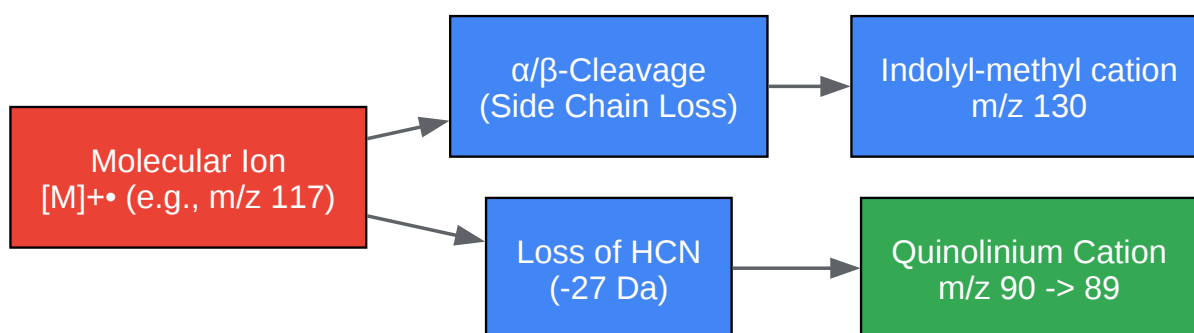 α/β-Cleavage
(Side Chain Loss)
Indolyl-methyl cation
m/z 130
Molecular Ion
[M]+• (e.g., m/z 117)
Loss of HCN
(-27 Da)
Quinolinium Cation
m/z 90 -> 89